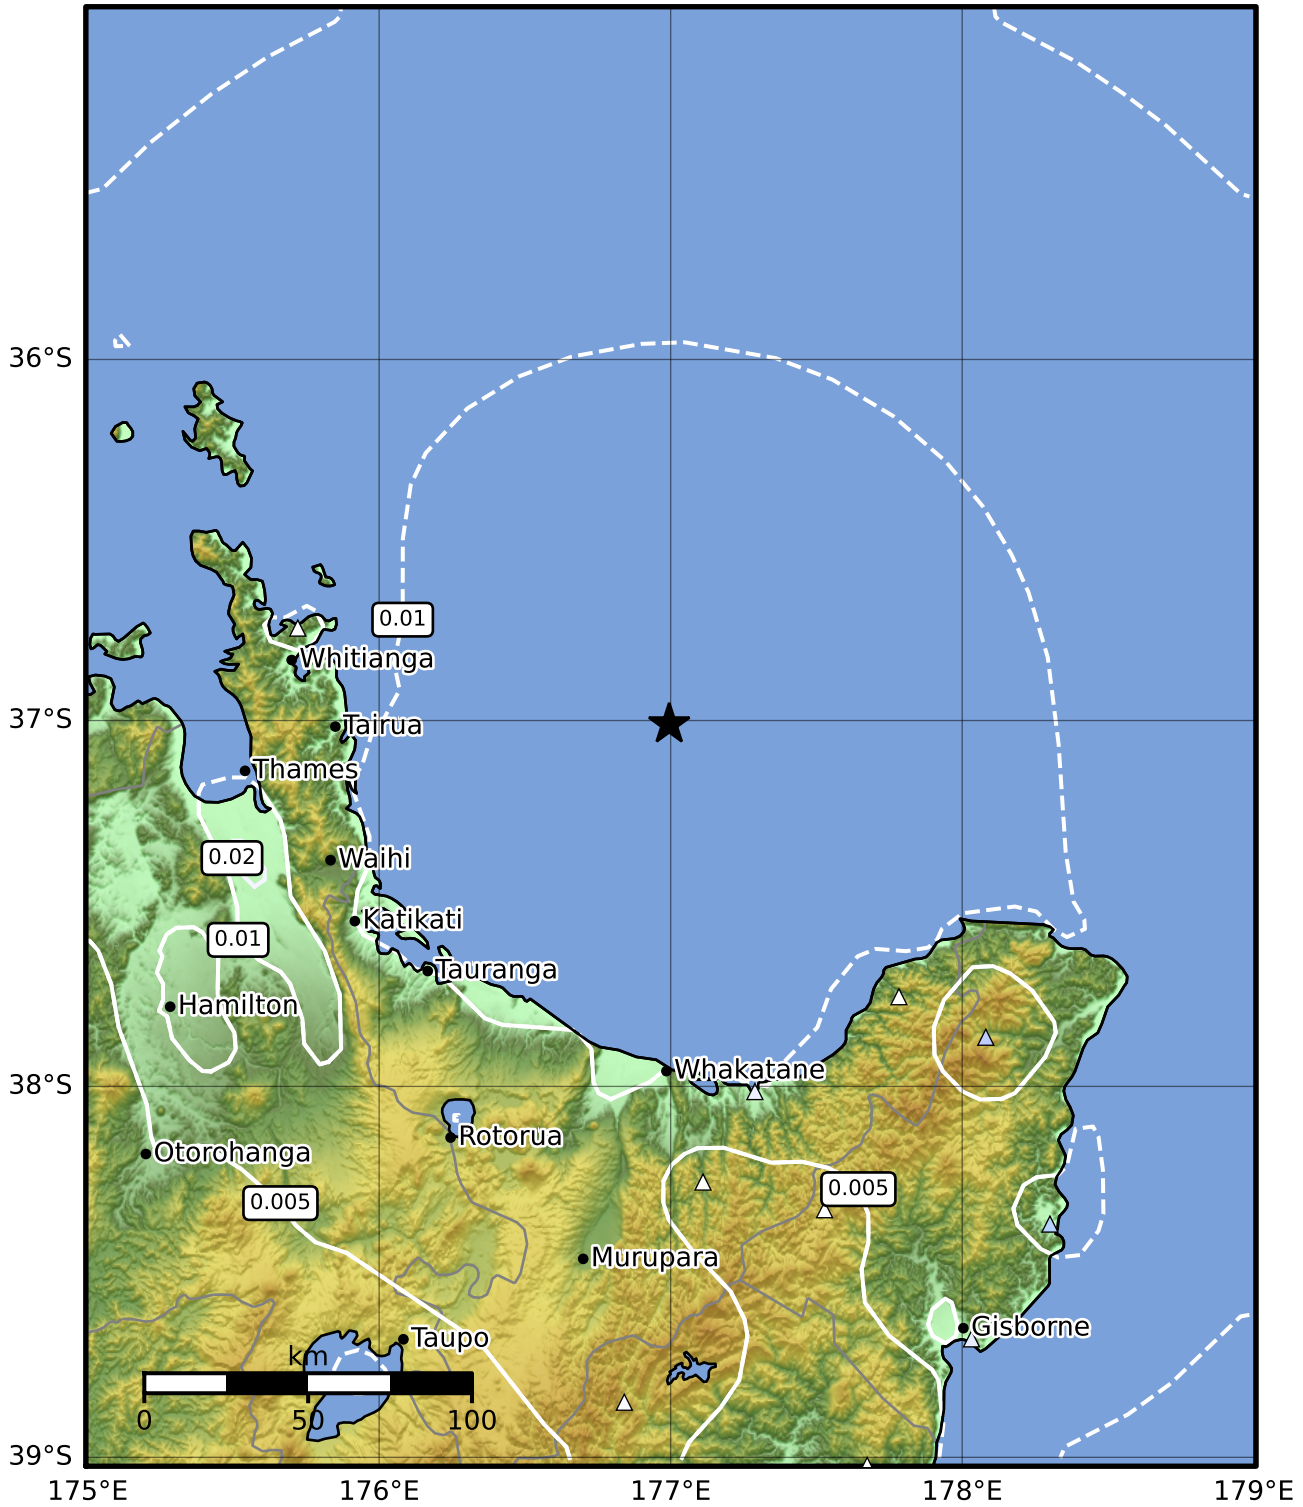 36°S
0.01
Whitianga
37°S
Tairua
Thames
0.02
Waihi
Katikati
0.01
Tauranga
Hamilton
Whakatane
38°S
Rotorua
Otorohanga
0.005
0.005
Murupara
Gisborne
Taupo
km
0 50 100
39°S
175°E 176°E 177°E 178°E 179°E